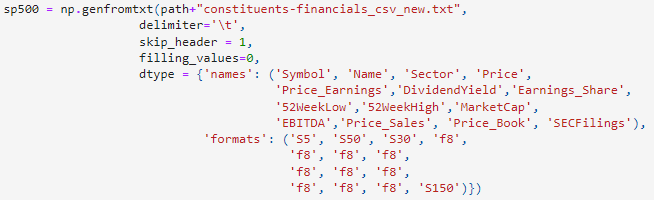 sp500 = np.genfromtxt(path+"constituents-financials_csv_new.txt",
delimiter='\t',
skip_header = 1,
filling_values=0,
dtype = {'names': ('Symbol', 'Name', 'Sector', 'Price',
'Price_Earnings','DividendYield','Earnings_Share',
'52WeekLow','52WeekHigh','MarketCap',
'EBITDA','Price_Sales', 'Price_Book', 'SECFilings'),
'formats': ('S5', 'S50', 'S30', 'f8',
'f8', 'f8', 'f8',
'f8', 'f8', 'f8',
'f8', 'f8', 'f8', 'S150')})